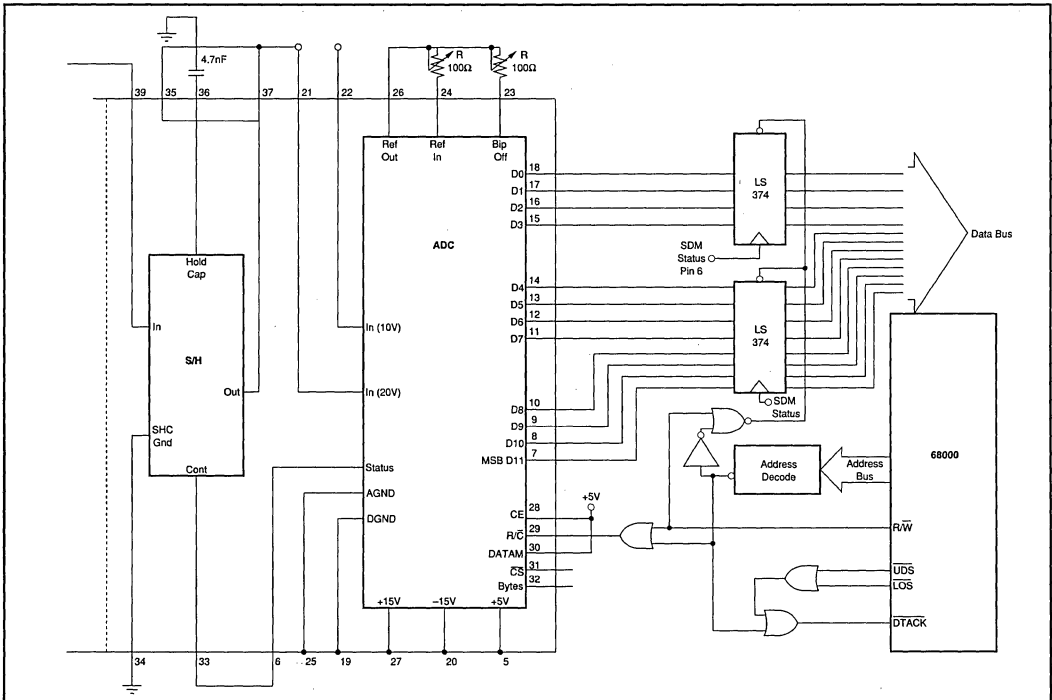 4.7nF
R
100Ω
R
100Ω
39 35 36 37 21 22 26 24 23
Ref Out
Ref In
Bip Off
ADC
D0 18
D1 17
D2 16
D3 15
D4 14
D5 13
D6 12
D7 11
D8 10
D9 9
D10 8
MSB D11 7
CE 28
R/C̅ 29
DATAM 30
C̅S̅ 31
Bytes 32
+5V
In (10V)
In (20V)
Status
AGND
DGND
+15V
−15V
+5V
Hold Cap
In
S/H
Out
SHC Gnd
Cont
34 33 6 25 19 27 20 5
LS 374
SDM Status Pin 6
LS 374
SDM Status
Data Bus
Address Decode
Address Bus
68000
R/W̅
U̅D̅S̅
L̅O̅S̅
D̅T̅A̅C̅K̅